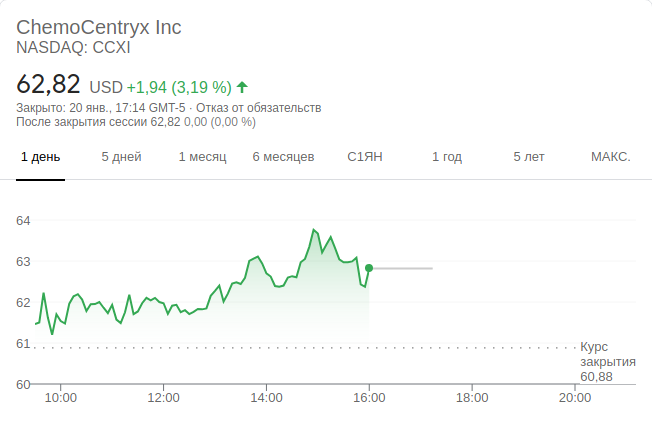 ChemoCentryx Inc
NASDAQ: CCXI
62,82 USD +1,94 (3,19 %)
Закрыто: 20 янв., 17:14 GMT-5 · Отказ от обязательств
После закрытия сессии 62,82 0,00 (0,00 %)
1 день 5 дней 1 месяц 6 месяцев С1ЯН 1 год 5 лет МАКС.
64
63
62
61
60
Курс
закрытия
60,88
10:00 12:00 14:00 16:00 18:00 20:00